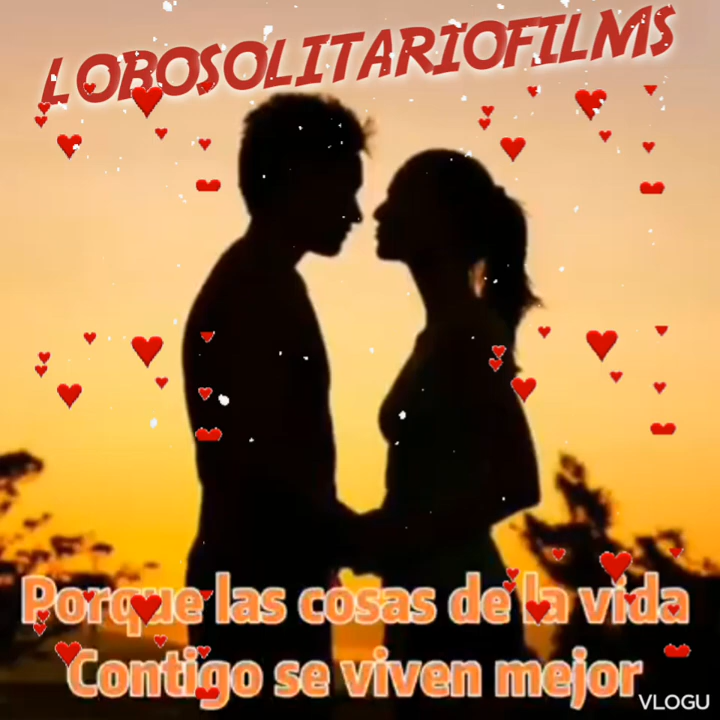 LOBOSOLITARIOFILMS
Porque las cosas de la vida
Contigo se viven mejor
VLOGU